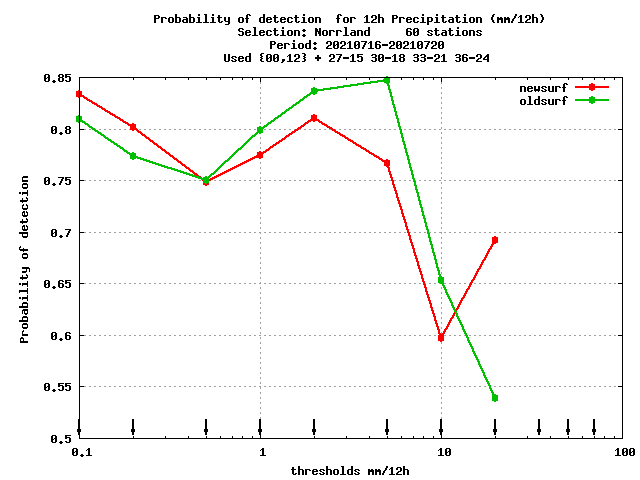 Probability of detection  for 12h Precipitation (mm/12h)
Selection: Norrland     60 stations
Period: 20210716-20210720
Used {00,12} + 27-15 30-18 33-21 36-24
newsurf
oldsurf
Probability of detection
0.85
0.8
0.75
0.7
0.65
0.6
0.55
0.5
0.1
1
10
100
thresholds mm/12h